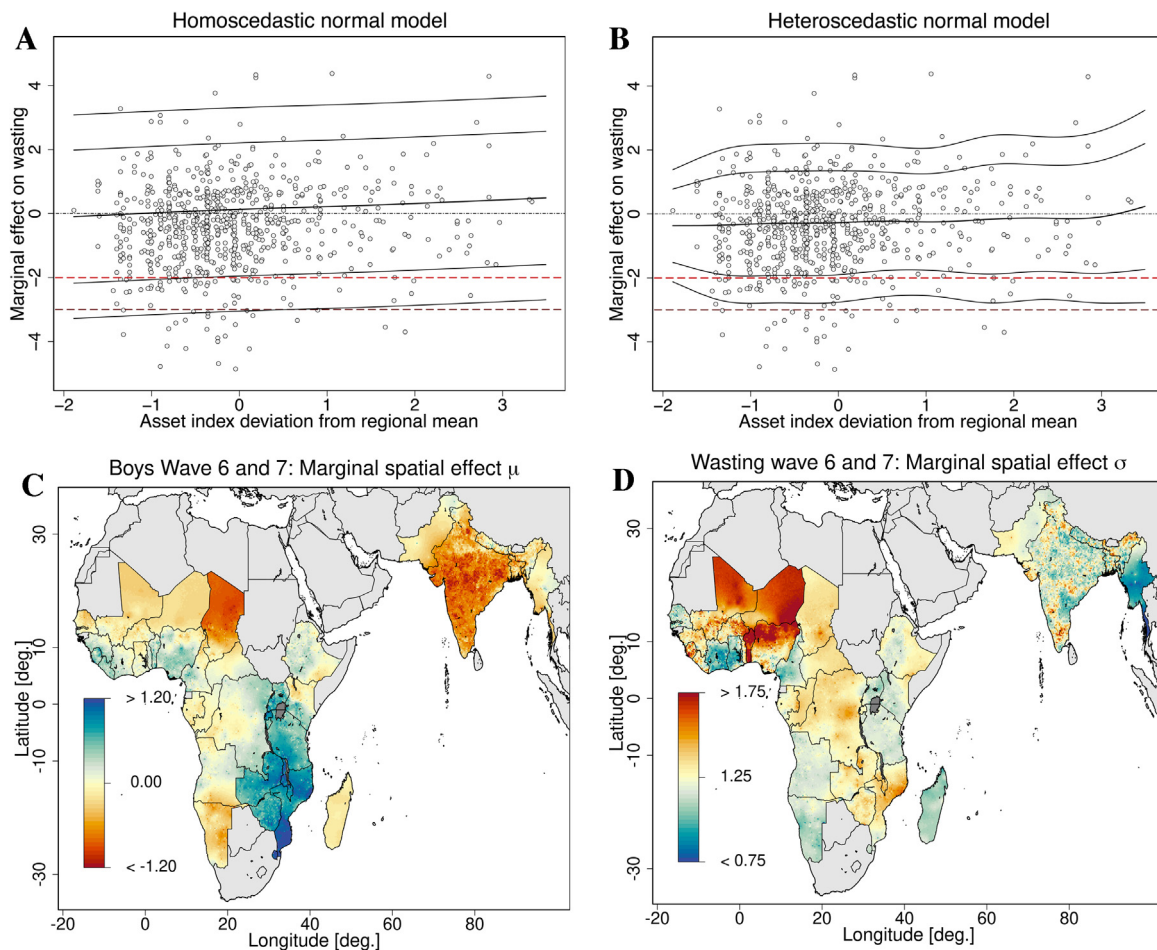 A
Homoscedastic normal model
Marginal effect on wasting
4
2
0
−2
−4
−2 −1 0 1 2 3
Asset index deviation from regional mean
B
Heteroscedastic normal model
Marginal effect on wasting
4
2
0
−2
−4
−2 −1 0 1 2 3
Asset index deviation from regional mean
C
Boys Wave 6 and 7: Marginal spatial effect μ
Latitude [deg.]
30
10
0
-10
-30
> 1.20
0.00
< -1.20
-20 0 20 40 60 80
Longitude [deg.]
D
Wasting wave 6 and 7: Marginal spatial effect σ
Latitude [deg.]
30
10
0
-10
-30
> 1.75
1.25
< 0.75
-20 0 20 40 60 80
Longitude [deg.]